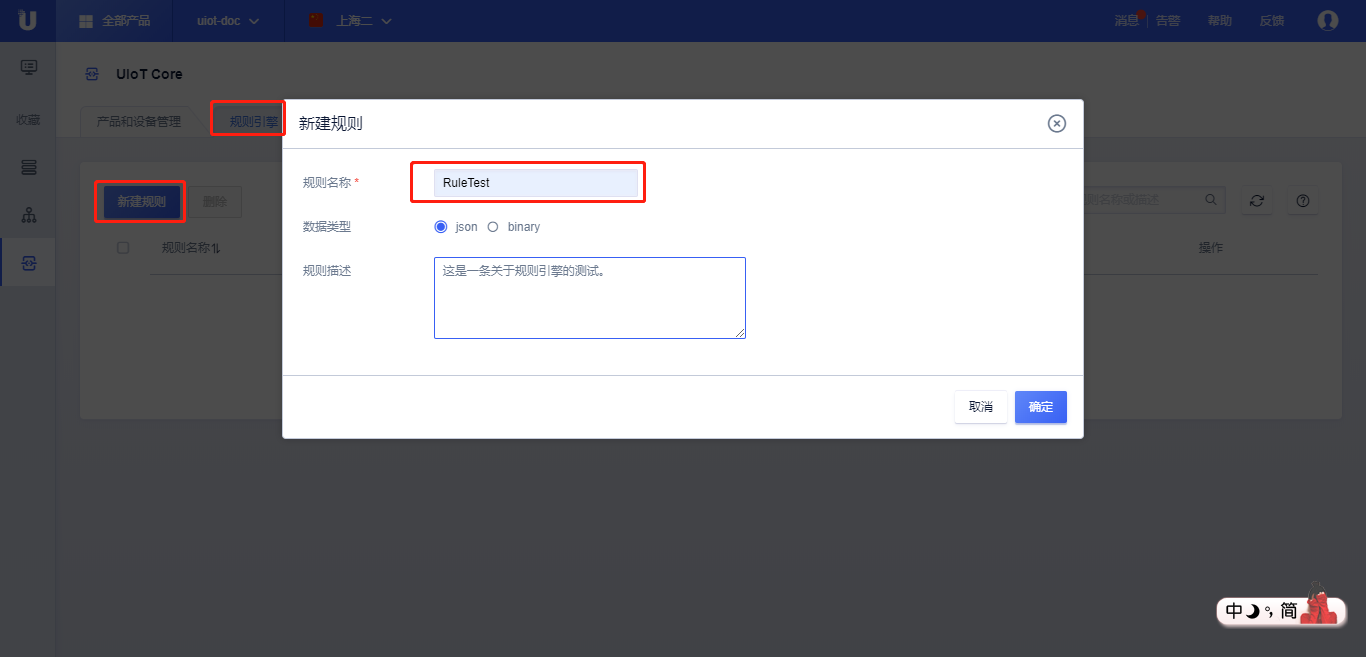 全部产品
uiot-doc
上海二
消息
告警
帮助
反馈
UIoT Core
收藏
产品和设备管理
规则引擎
新建规则
新建规则
删除
规则名称 *
RuleTest
数据类型
json
binary
规则描述
这是一条关于规则引擎的测试。
规则名称
操作
取消
确定
中 简